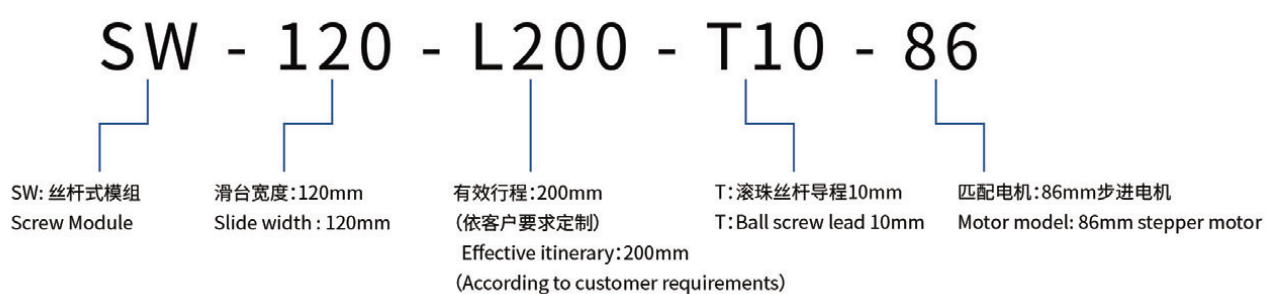 SW - 120 - L200 - T10 - 86
SW: 丝杆式模组
Screw Module
滑台宽度:120mm
Slide width : 120mm
有效行程:200mm
(依客户要求定制)
Effective itinerary:200mm
(According to customer requirements)
T:滚珠丝杆导程10mm
T:Ball screw lead 10mm
匹配电机:86mm步进电机
Motor model: 86mm stepper motor